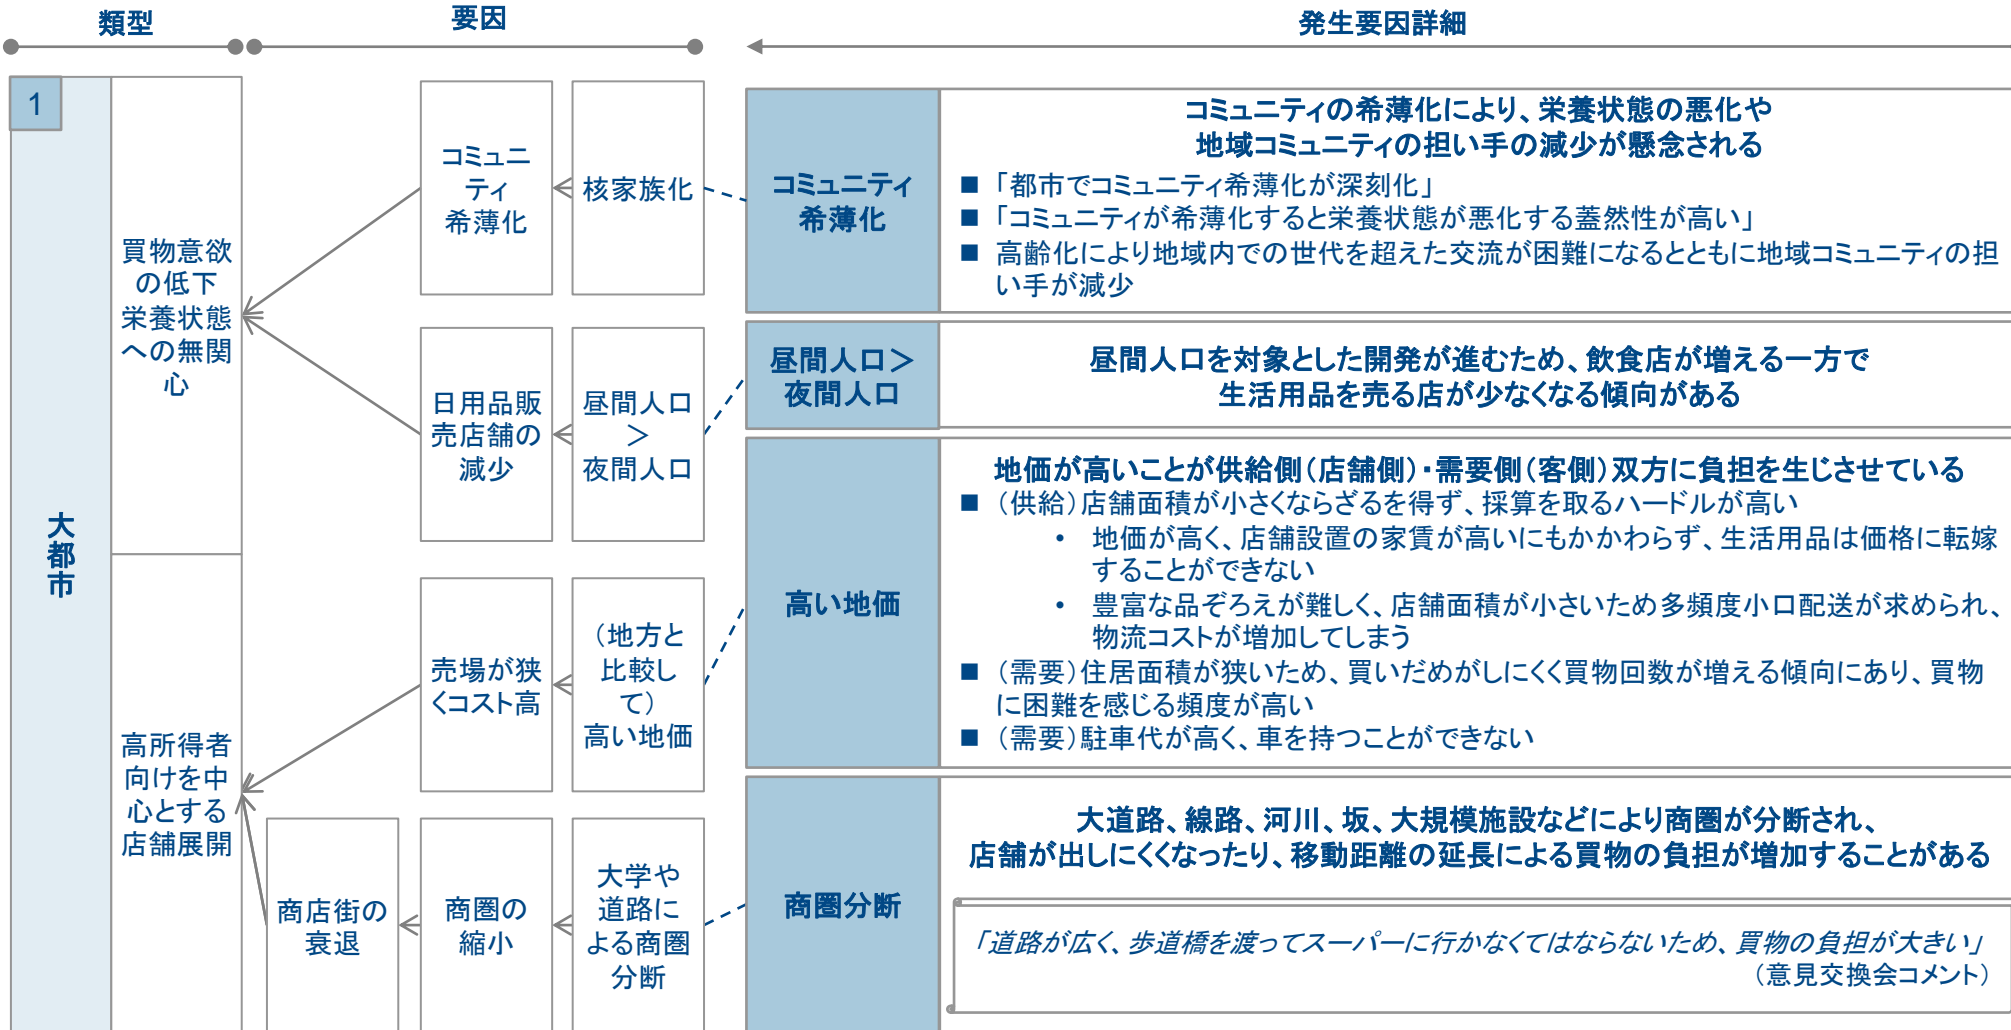 類型
要因
発生要因詳細
1
大都市
買物意欲
の低下
栄養状態
への無関
心
高所得者
向けを中
心とする
店舗展開
コミュニ
ティ
希薄化
核家族化
日用品販
売店舗の
減少
昼間人口
＞
夜間人口
売場が狭
くコスト高
（地方と
比較し
て）
高い地価
商店街の
衰退
商圏の
縮小
大学や
道路に
よる商圏
分断
コミュニティ
希薄化
コミュニティの希薄化により、栄養状態の悪化や
地域コミュニティの担い手の減少が懸念される
■ 「都市でコミュニティ希薄化が深刻化」
■ 「コミュニティが希薄化すると栄養状態が悪化する蓋然性が高い」
■ 高齢化により地域内での世代を超えた交流が困難になるとともに地域コミュニティの担
い手が減少
昼間人口＞
夜間人口
昼間人口を対象とした開発が進むため、飲食店が増える一方で
生活用品を売る店が少なくなる傾向がある
高い地価
地価が高いことが供給側（店舗側）・需要側（客側）双方に負担を生じさせている
■ （供給）店舗面積が小さくならざるを得ず、採算を取るハードルが高い
• 地価が高く、店舗設置の家賃が高いにもかかわらず、生活用品は価格に転嫁
することができない
• 豊富な品ぞろえが難しく、店舗面積が小さいため多頻度小口配送が求められ、
物流コストが増加してしまう
■ （需要）住居面積が狭いため、買いだめがしにくく買物回数が増える傾向にあり、買物
に困難を感じる頻度が高い
■ （需要）駐車代が高く、車を持つことができない
商圏分断
大道路、線路、河川、坂、大規模施設などにより商圏が分断され、
店舗が出しにくくなったり、移動距離の延長による買物の負担が増加することがある
「道路が広く、歩道橋を渡ってスーパーに行かなくてはならないため、買物の負担が大きい」
（意見交換会コメント）